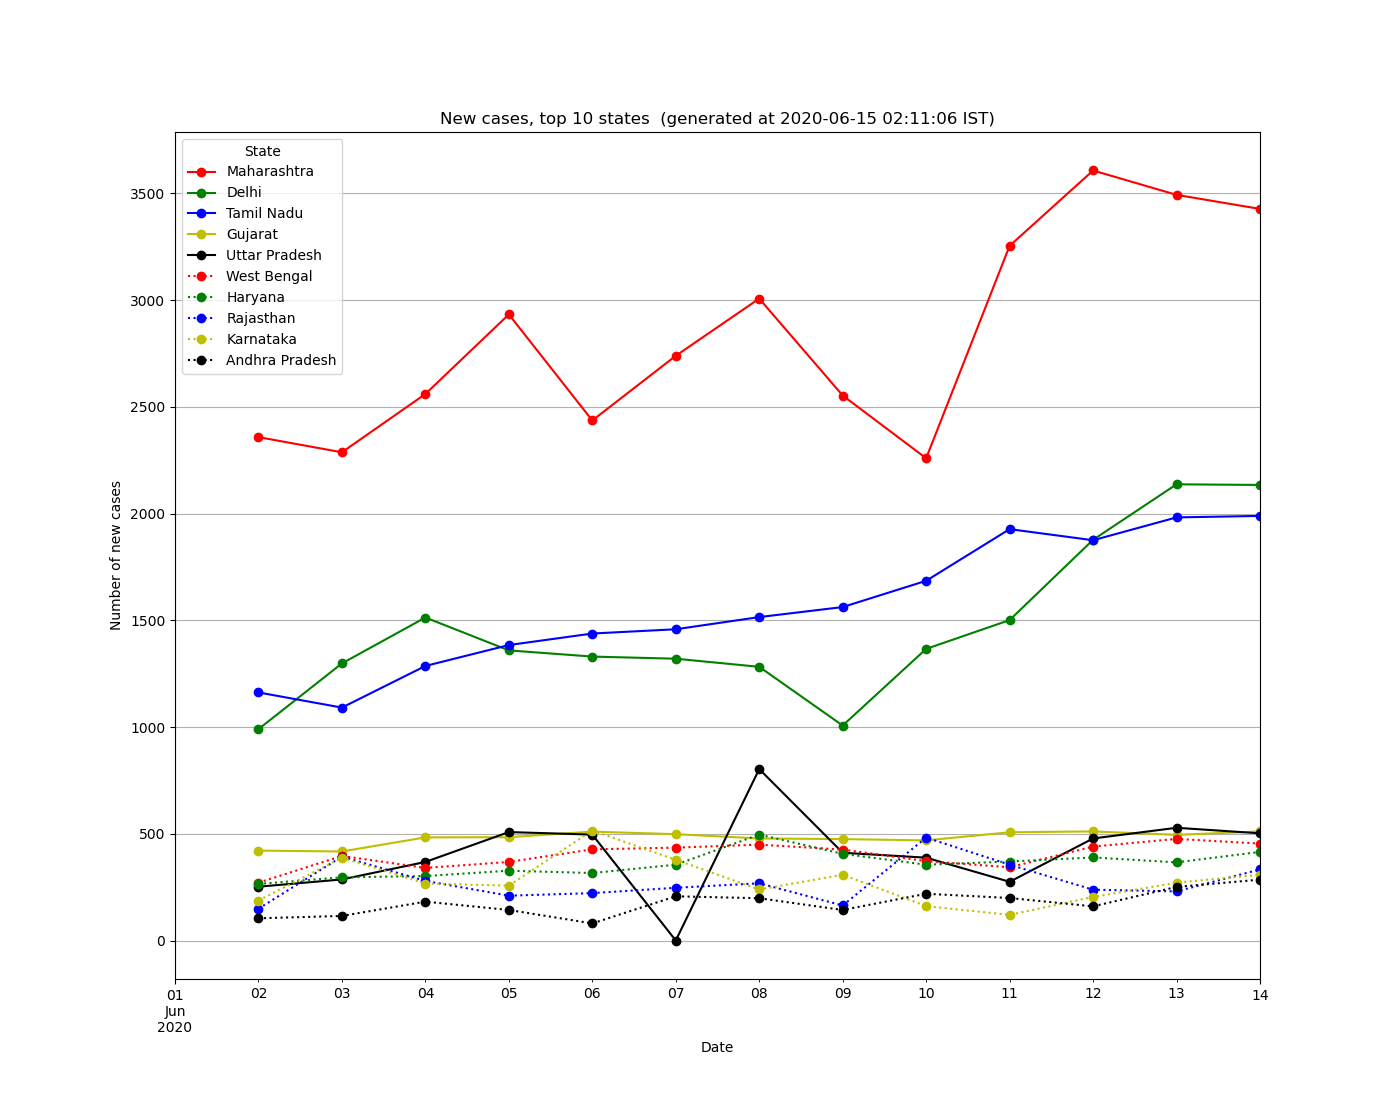 New cases, top 10 states  (generated at 2020-06-15 02:11:06 IST)
State
Maharashtra
Delhi
Tamil Nadu
Gujarat
Uttar Pradesh
West Bengal
Haryana
Rajasthan
Karnataka
Andhra Pradesh
Number of new cases
3500
3000
2500
2000
1500
1000
500
0
01 02 03 04 05 06 07 08 09 10 11 12 13 14
Jun
2020
Date